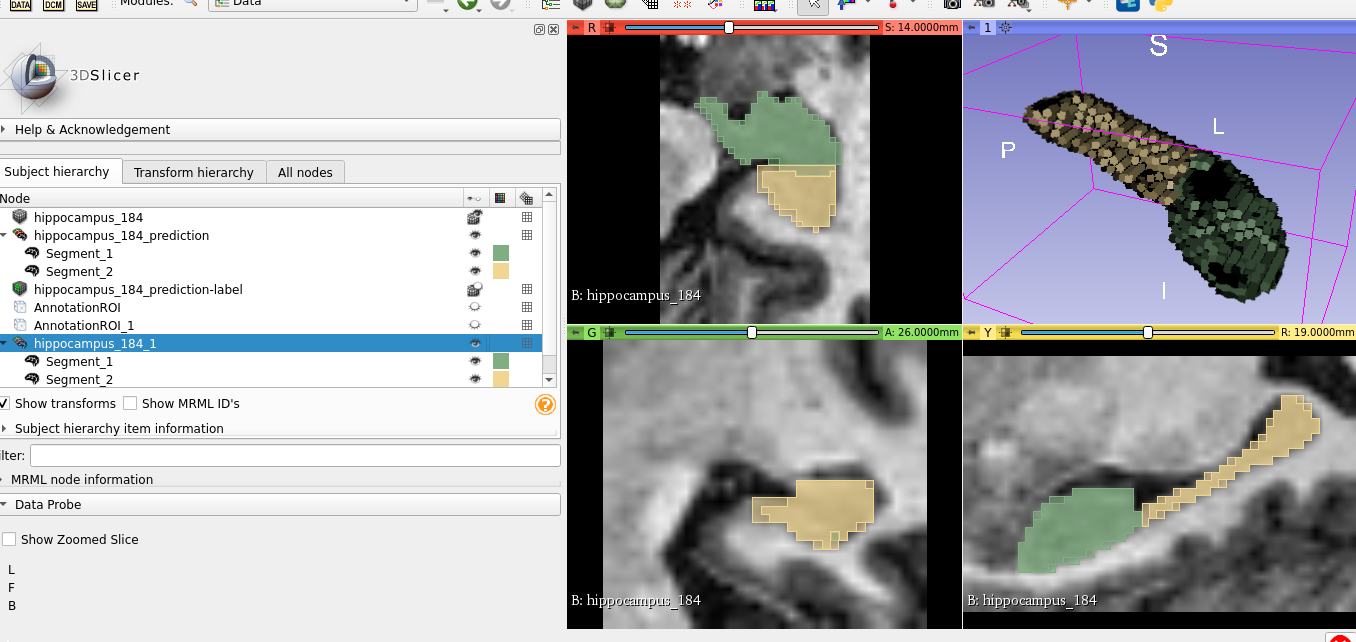 DATA DCM SAVE Modules: Data
3DSlicer
Help & Acknowledgement
Subject hierarchy Transform hierarchy All nodes
Node
hippocampus_184
hippocampus_184_prediction
Segment_1
Segment_2
hippocampus_184_prediction-label
AnnotationROI
AnnotationROI_1
hippocampus_184_1
Segment_1
Segment_2
Show transforms Show MRML ID's
?
Subject hierarchy item information
ilter:
MRML node information
Data Probe
Show Zoomed Slice
L
F
B
R S: 14.0000mm
B: hippocampus_184
1
S
L
P
I
G A: 26.0000mm
B: hippocampus_184
Y R: 19.0000mm
B: hippocampus_184